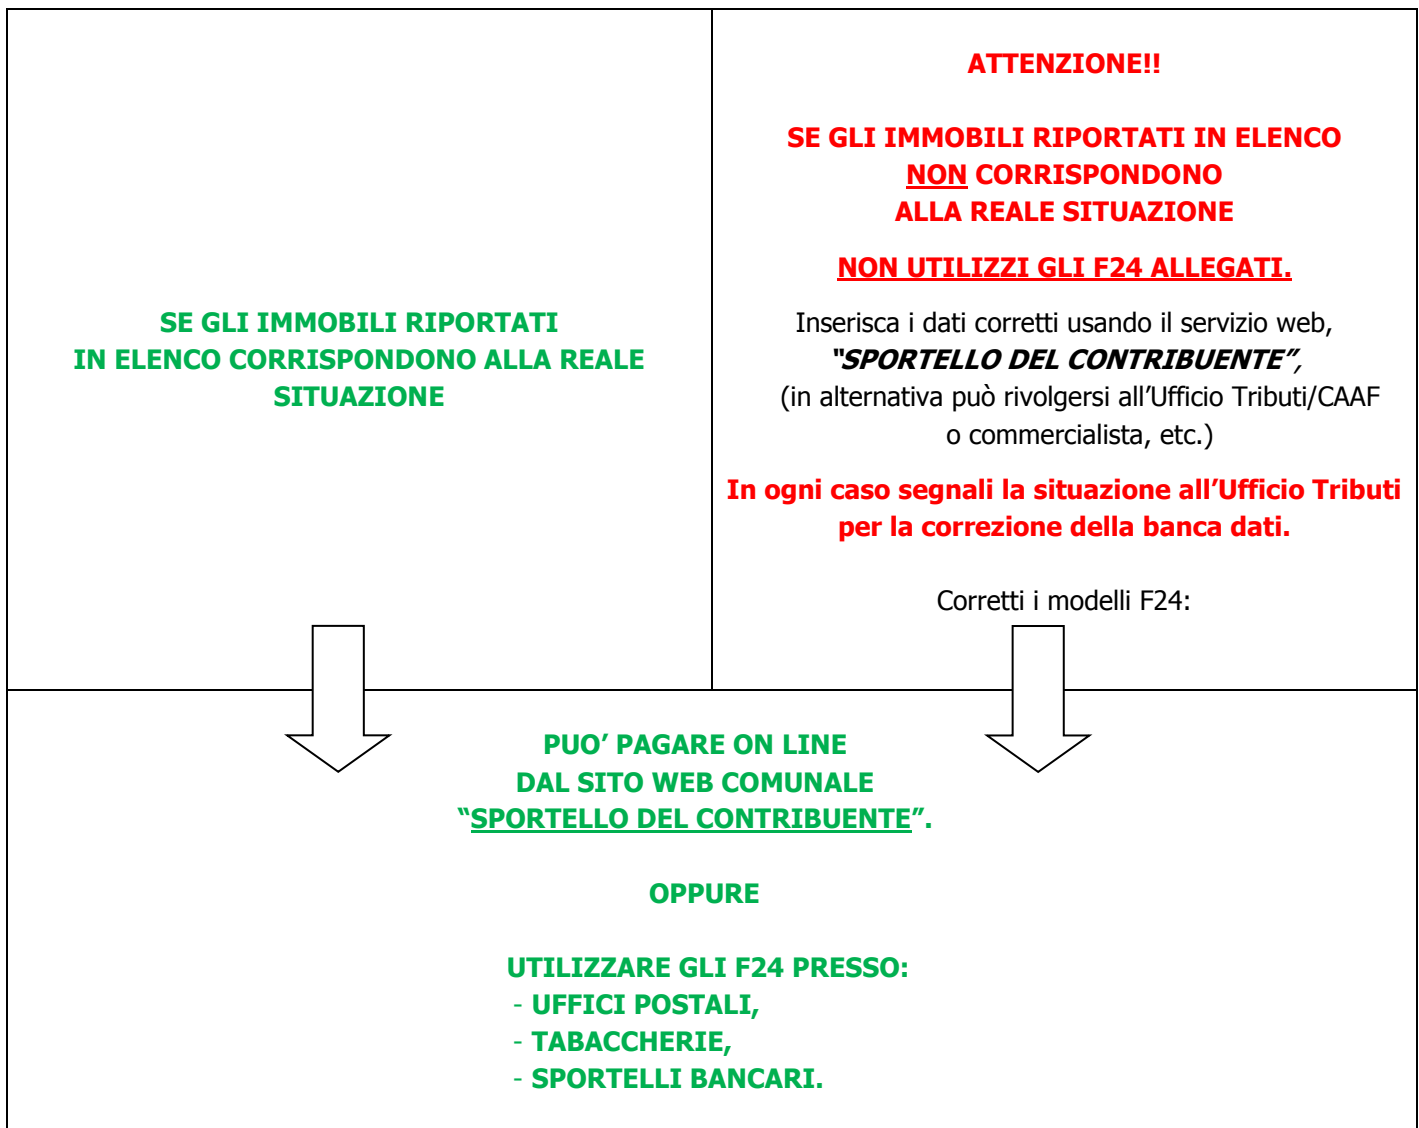 SE GLI IMMOBILI RIPORTATI
IN ELENCO CORRISPONDONO ALLA REALE
SITUAZIONE
ATTENZIONE!!
SE GLI IMMOBILI RIPORTATI IN ELENCO
NON CORRISPONDONO
ALLA REALE SITUAZIONE
NON UTILIZZI GLI F24 ALLEGATI.
Inserisca i dati corretti usando il servizio web,
“SPORTELLO DEL CONTRIBUENTE”,
(in alternativa può rivolgersi all’Ufficio Tributi/CAAF
o commercialista, etc.)
In ogni caso segnali la situazione all’Ufficio Tributi
per la correzione della banca dati.
Corretti i modelli F24:
PUO’ PAGARE ON LINE
DAL SITO WEB COMUNALE
“SPORTELLO DEL CONTRIBUENTE”.
OPPURE
UTILIZZARE GLI F24 PRESSO:
- UFFICI POSTALI,
- TABACCHERIE,
- SPORTELLI BANCARI.